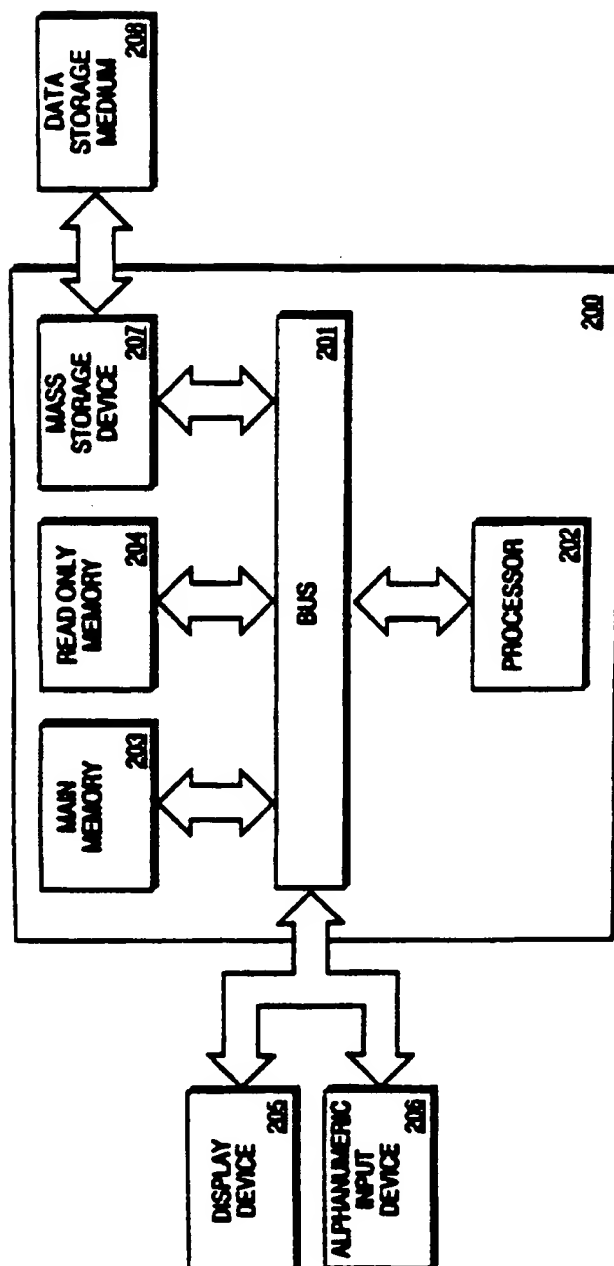 MAIN
MEMORY
203
READ ONLY
MEMORY
204
MASS
STORAGE
DEVICE
207
DATA
STORAGE
MEDIUM
208
DISPLAY
DEVICE
205
ALPHANUMERIC
INPUT
DEVICE
206
BUS
201
PROCESSOR
202
200